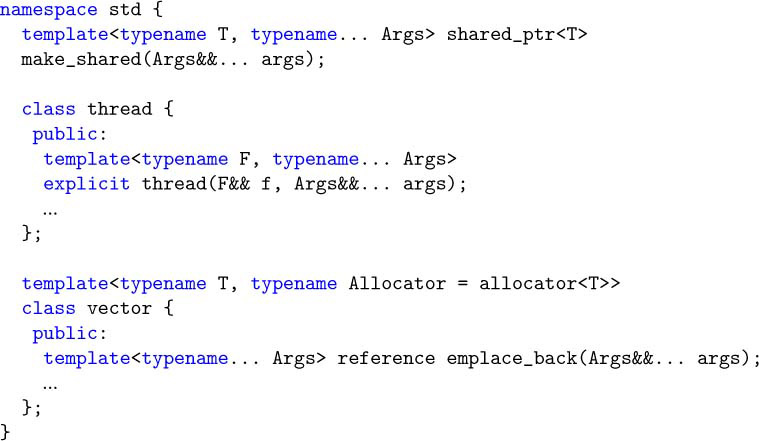 namespace std {
  template<typename T, typename... Args> shared_ptr<T>
  make_shared(Args&&... args);

  class thread {
   public:
    template<typename F, typename... Args>
    explicit thread(F&& f, Args&&... args);
    ...
  };

  template<typename T, typename Allocator = allocator<T>>
  class vector {
   public:
    template<typename... Args> reference emplace_back(Args&&... args);
    ...
  };
}